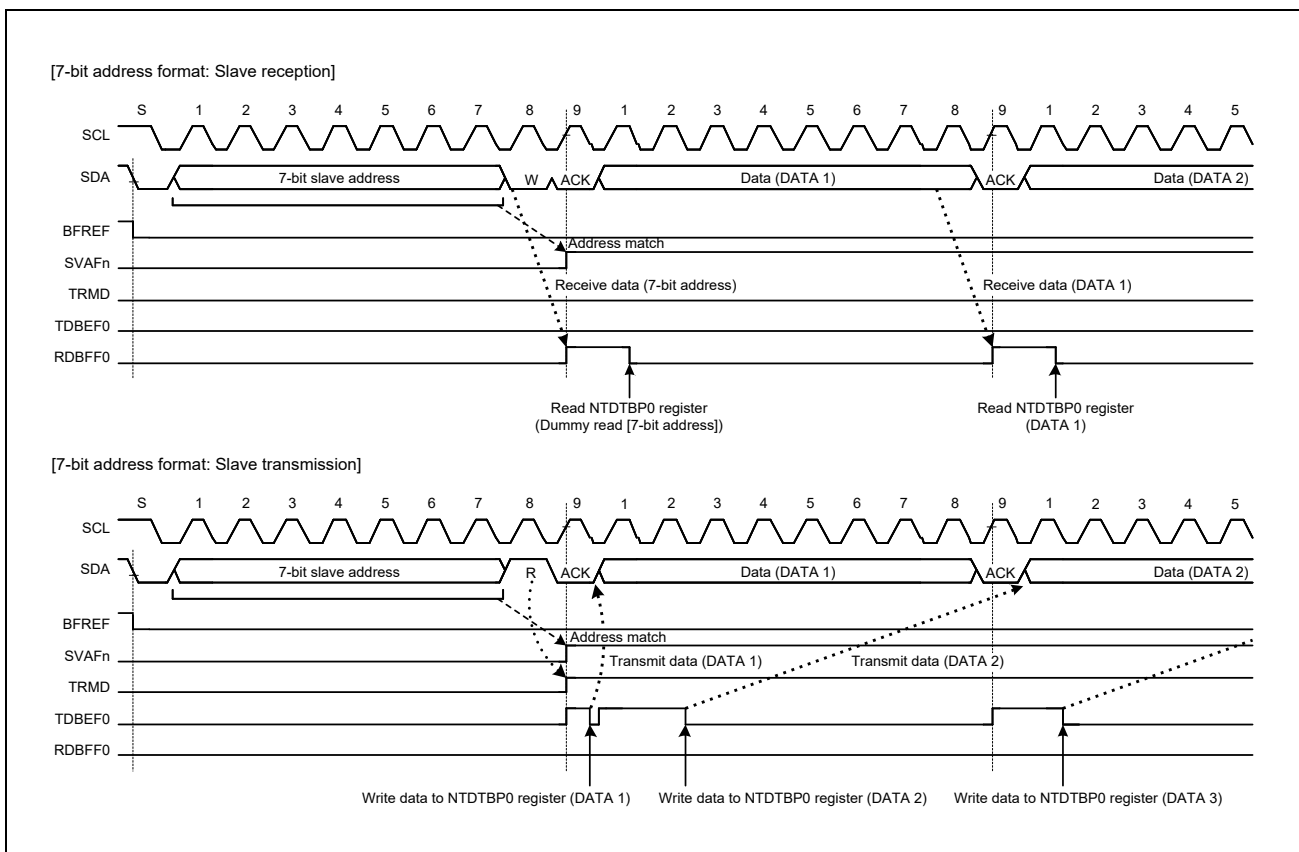 [7-bit address format: Slave reception]
S 1 2 3 4 5 6 7 8 9 1 2 3 4 5 6 7 8 9 1 2 3 4 5
SCL
SDA 7-bit slave address W ACK Data (DATA 1) ACK Data (DATA 2)
BFREF
Address match
SVAFn
Receive data (7-bit address) Receive data (DATA 1)
TRMD
TDBEF0
RDBFF0
Read NTDTBP0 register Read NTDTBP0 register
(Dummy read [7-bit address]) (DATA 1)
[7-bit address format: Slave transmission]
S 1 2 3 4 5 6 7 8 9 1 2 3 4 5 6 7 8 9 1 2 3 4 5
SCL
SDA 7-bit slave address R ACK Data (DATA 1) ACK Data (DATA 2)
BFREF
Address match
SVAFn
Transmit data (DATA 1) Transmit data (DATA 2)
TRMD
TDBEF0
RDBFF0
Write data to NTDTBP0 register (DATA 1) Write data to NTDTBP0 register (DATA 2) Write data to NTDTBP0 register (DATA 3)